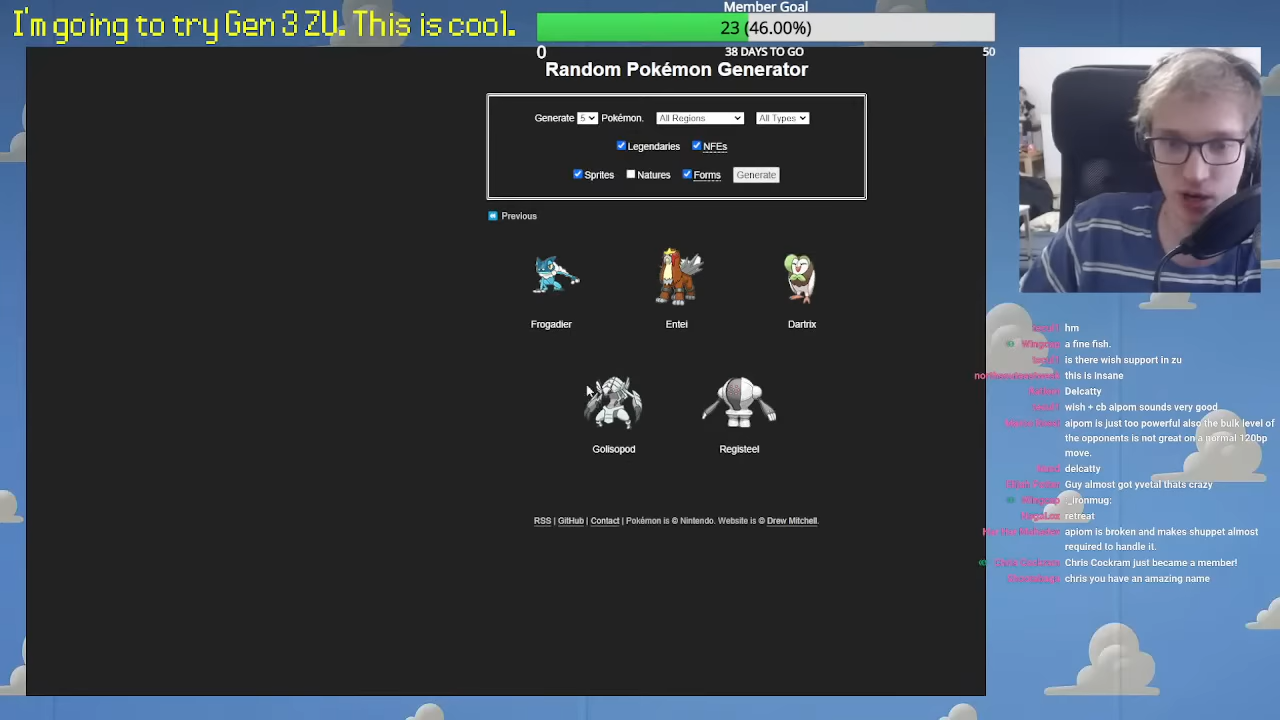 I'm going to try Gen 3 ZU. This is cool.
Member Goal
23 (46.00%)
0
38 DAYS TO GO
50
Random Pokémon Generator
Generate 5 Pokémon. All Regions All Types
Legendaries NFEs
Sprites Natures Forms Generate
Previous
Frogadier Entei Dartrix
Golisopod Registeel
RSS | GitHub | Contact | Pokémon is © Nintendo. Website is © Drew Mitchell.
hm
a fine fish.
is there wish support in zu
this is insane
Delcatty
wish + cb aipom sounds very good
aipom is just too powerful also the bulk level of
the opponents is not great on a normal 120bp
move.
delcatty
Guy almost got yvetal thats crazy
!_ironmug:
retreat
apiom is broken and makes shuppet almost
required to handle it.
Chris Cockram just became a member!
chris you have an amazing name